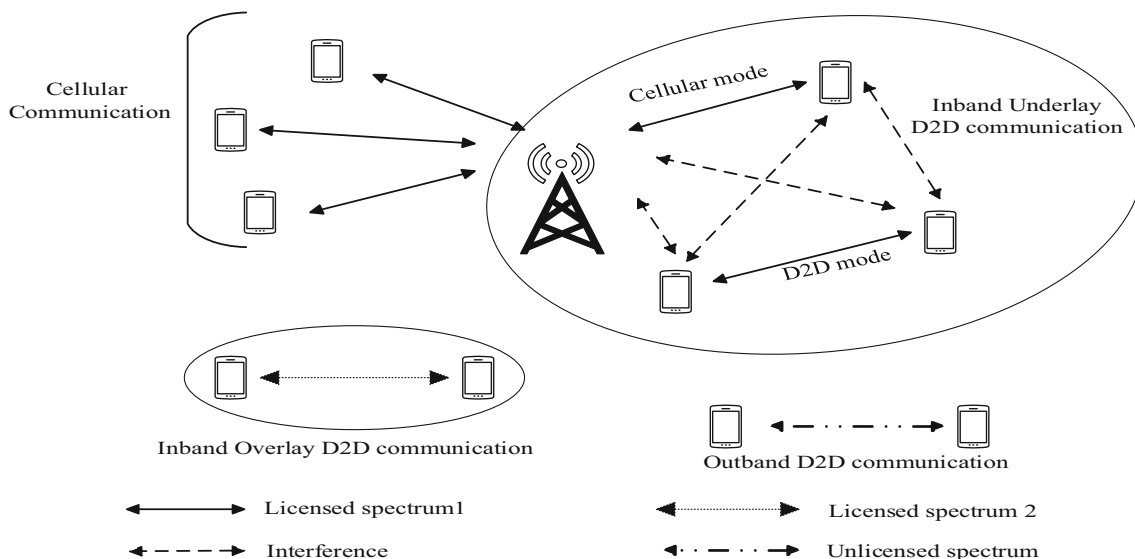 Cellular
Communication
Cellular mode
Inband Underlay
D2D communication
D2D mode
Inband Overlay D2D communication
Outband D2D communication
Licensed spectrum1
Licensed spectrum 2
Interference
Unlicensed spectrum